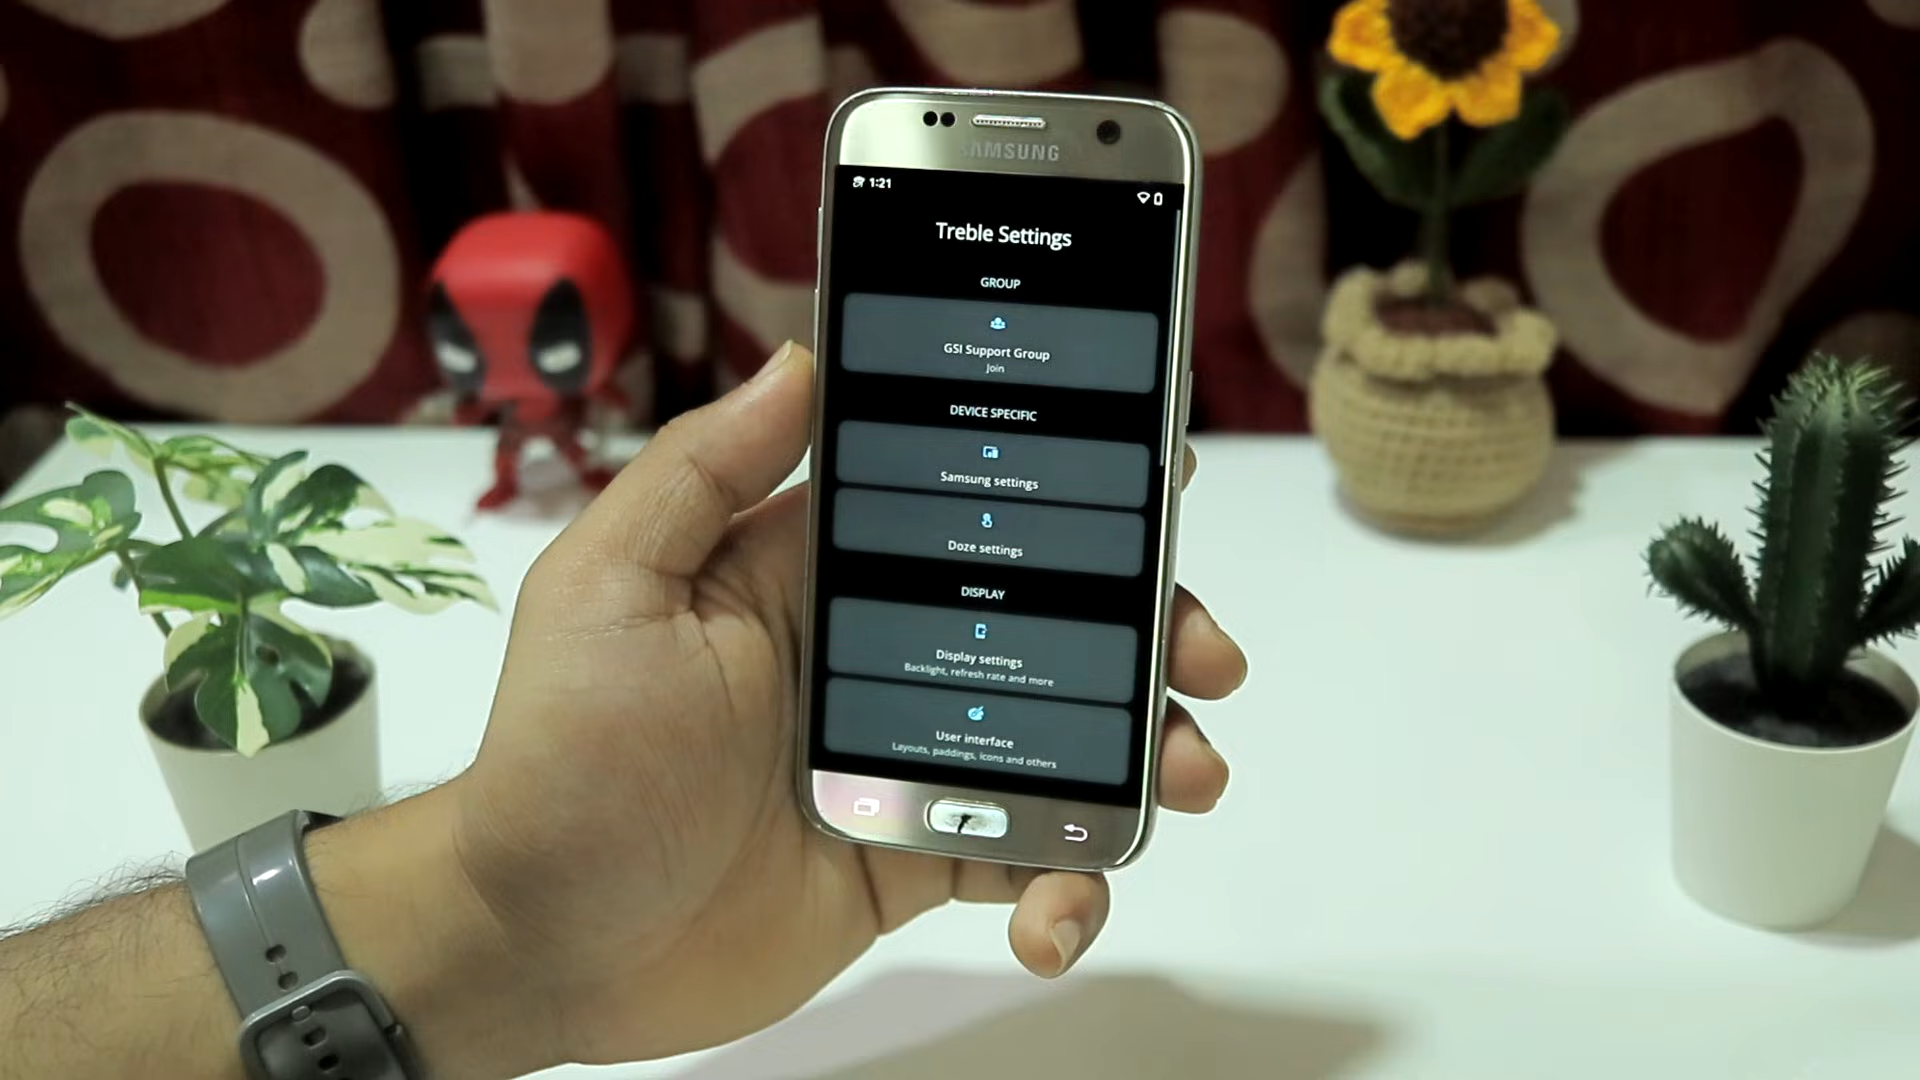 SAMSUNG
1:21
Treble Settings
GROUP
GSI Support Group
Join
DEVICE SPECIFIC
Samsung settings
Doze settings
DISPLAY
Display settings
Backlight, refresh rate and more
User interface
Layouts, paddings, icons and others